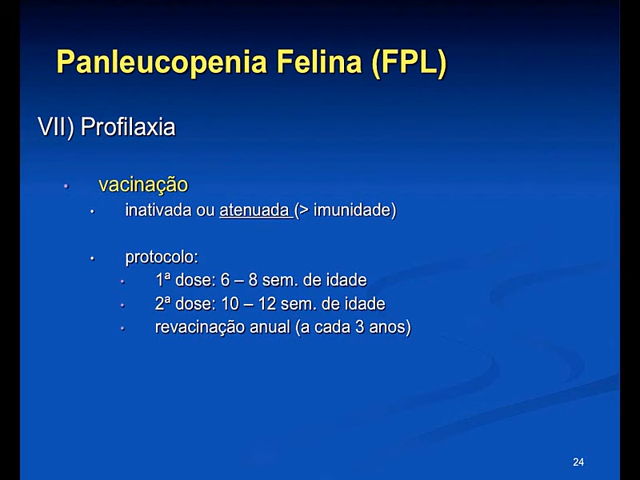 Panleucopenia Felina (FPL)
VII) Profilaxia
• vacinação
• inativada ou atenuada (> imunidade)
• protocolo:
• 1ª dose: 6 – 8 sem. de idade
• 2ª dose: 10 – 12 sem. de idade
• revacinação anual (a cada 3 anos)
24